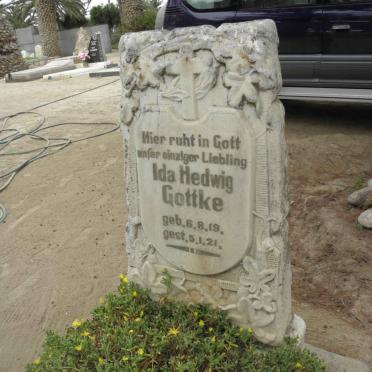 Hier ruht in Gott
unser einziger Liebling
Ida Hedwig
Gottke
geb. 6.8.19.
gest. 5.1.21.